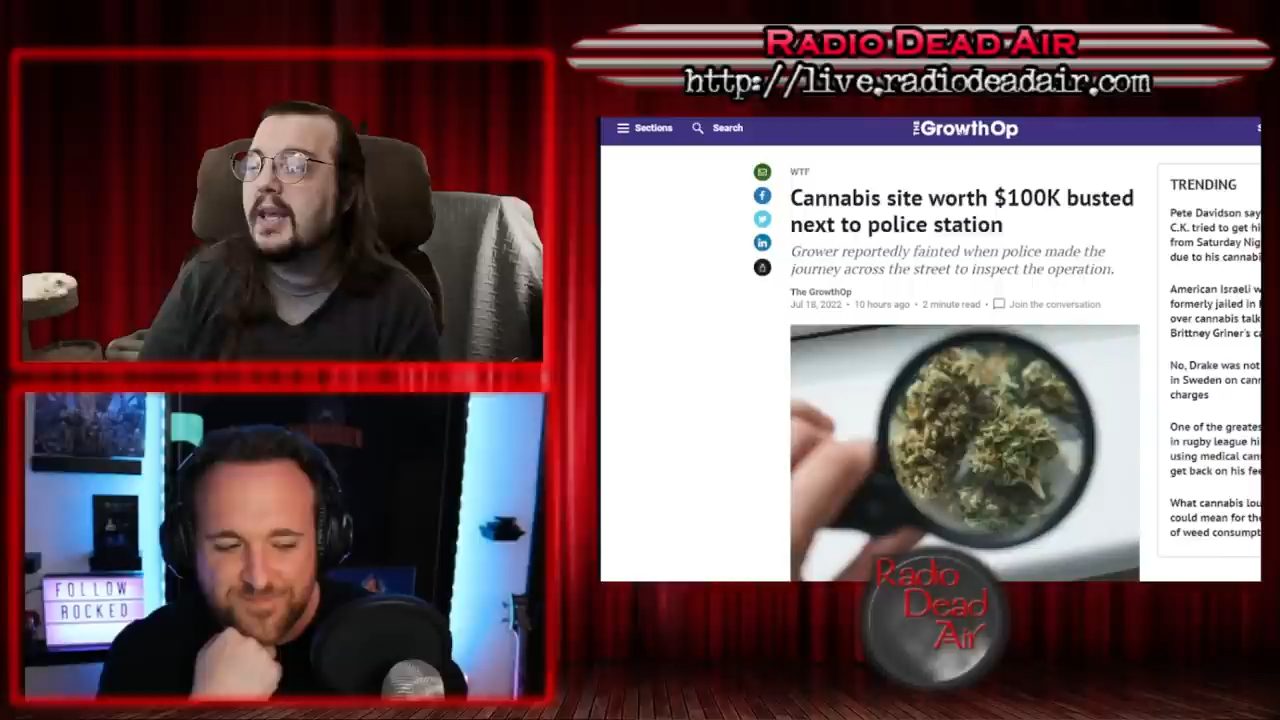 RADIO DEAD AIR
http://live.radiodeadair.com
Sections
Search
THE GROWTHOP
WTF
Cannabis site worth $100K busted
next to police station
Grower reportedly fainted when police made the
journey across the street to inspect the operation.
The GrowthOp
Jul 18, 2022 • 10 hours ago • 2 minute read • Join the conversation
TRENDING
Pete Davidson say
C.K. tried to get hi
from Saturday Nig
due to his cannabi
American Israeli w
formerly jailed in
over cannabis talk
Brittney Griner's c
No, Drake was not
in Sweden on cann
charges
One of the greates
in rugby league hi
using medical can
get back on his fee
What cannabis lou
could mean for the
of weed consumpt
FOLLOW
ROCKED
Radio
Dead
Air